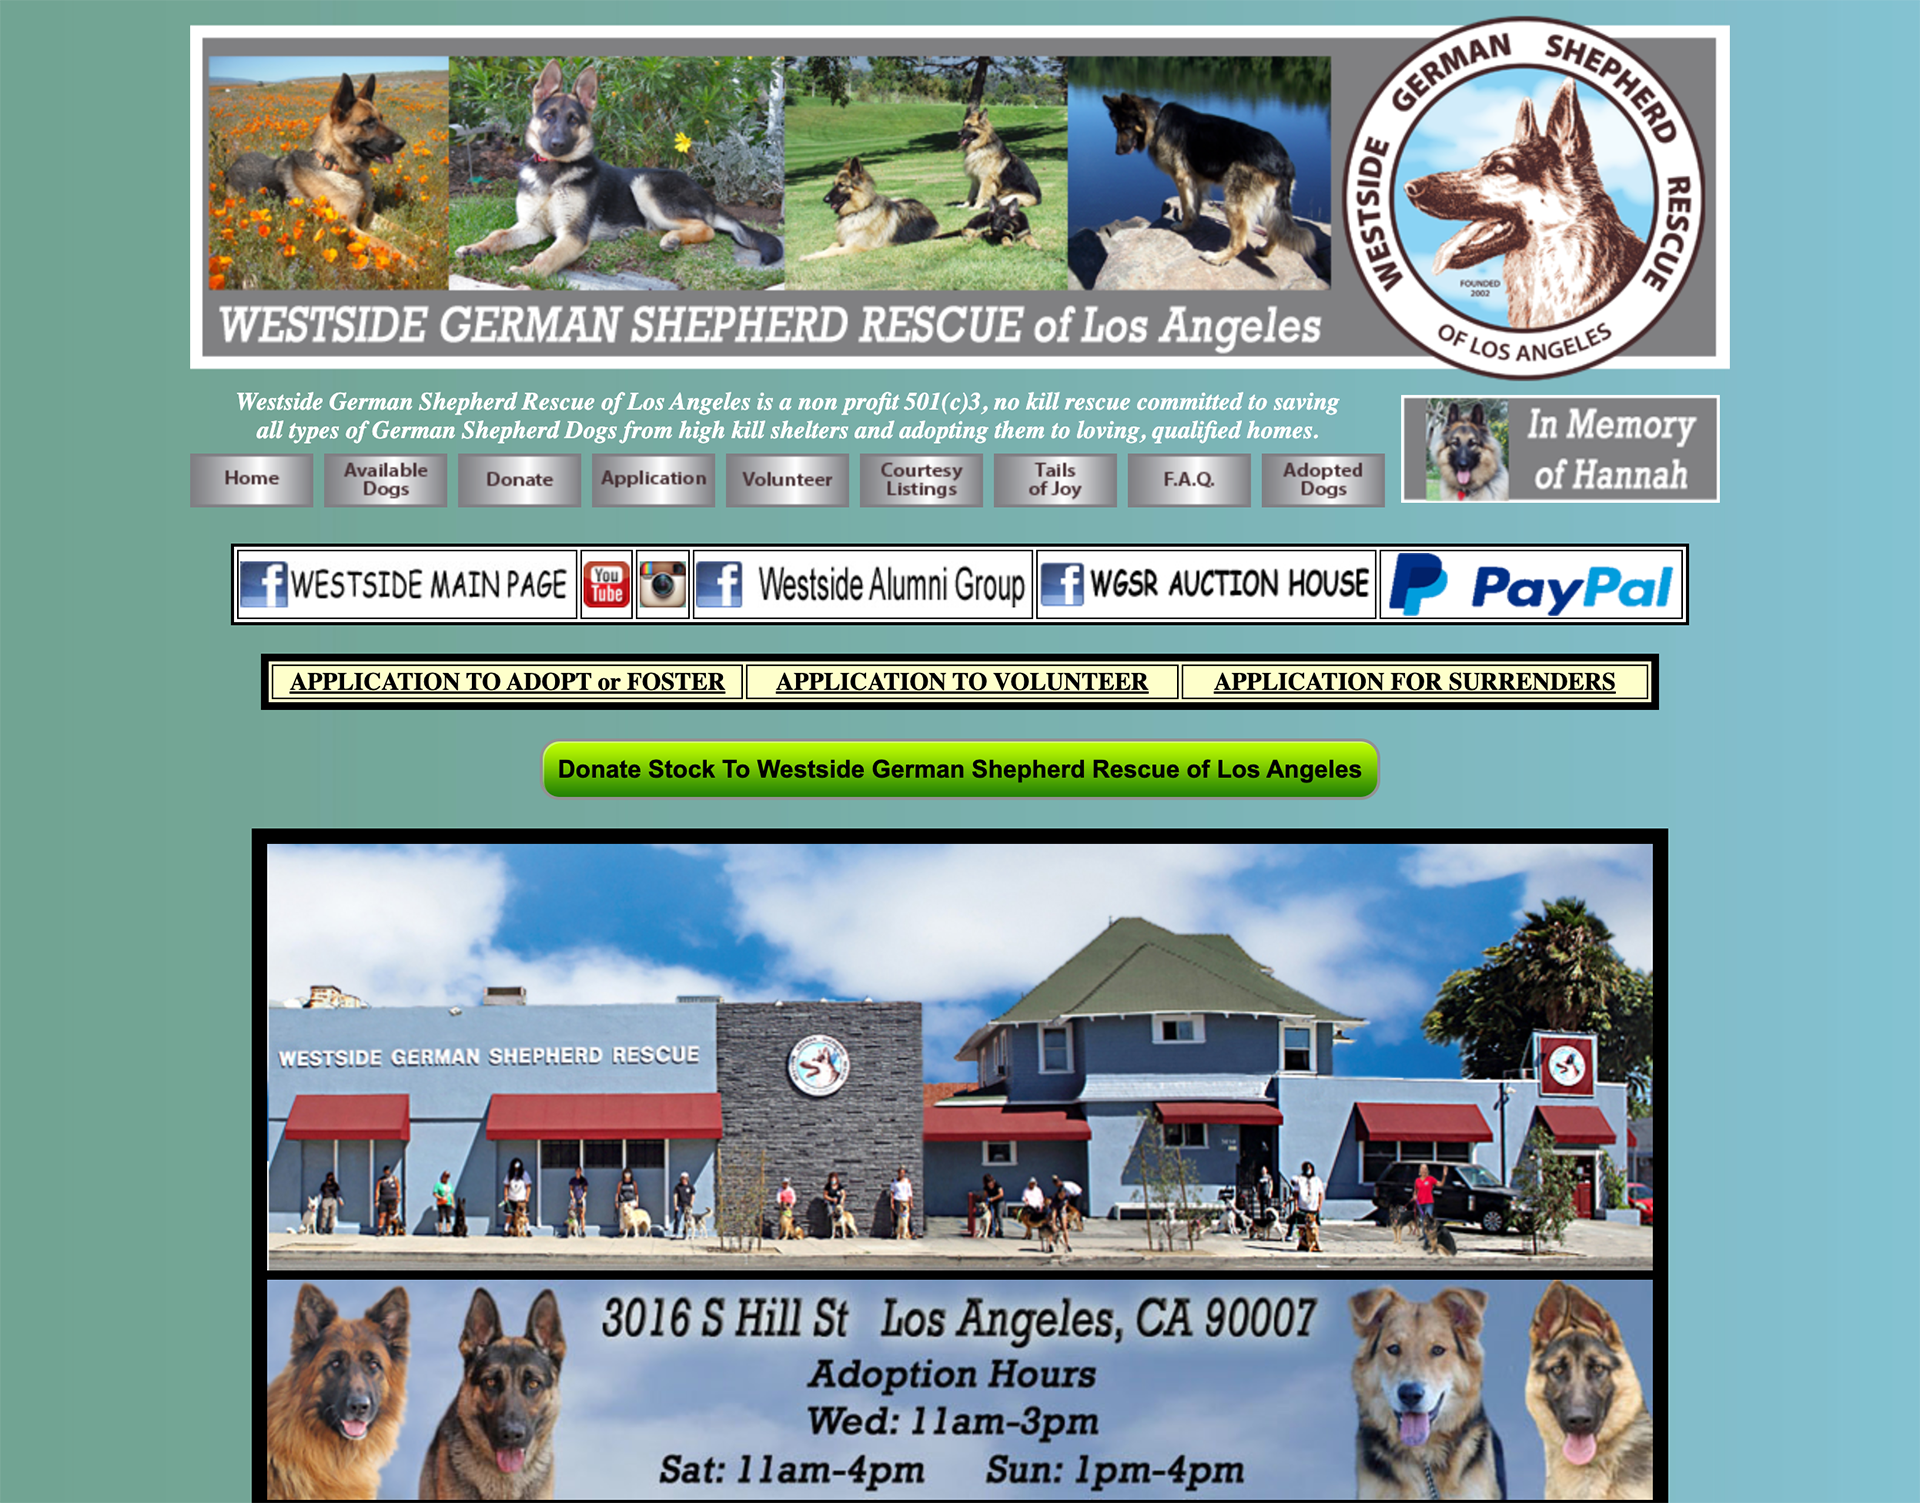 WESTSIDE GERMAN SHEPHERD RESCUE
FOUNDED
2002
OF LOS ANGELES
WESTSIDE GERMAN SHEPHERD RESCUE of Los Angeles
Westside German Shepherd Rescue of Los Angeles is a non profit 501(c)3, no kill rescue committed to saving
all types of German Shepherd Dogs from high kill shelters and adopting them to loving, qualified homes.
In Memory
of Hannah
Home
Available
Dogs
Donate
Application
Volunteer
Courtesy
Listings
Tails
of Joy
F.A.Q.
Adopted
Dogs
f WESTSIDE MAIN PAGE
You
Tube
f Westside Alumni Group
f WGSR AUCTION HOUSE
P PayPal
APPLICATION TO ADOPT or FOSTER
APPLICATION TO VOLUNTEER
APPLICATION FOR SURRENDERS
Donate Stock To Westside German Shepherd Rescue of Los Angeles
WESTSIDE GERMAN SHEPHERD RESCUE
3016 S Hill St Los Angeles, CA 90007
Adoption Hours
Wed: 11am-3pm
Sat: 11am-4pm Sun: 1pm-4pm